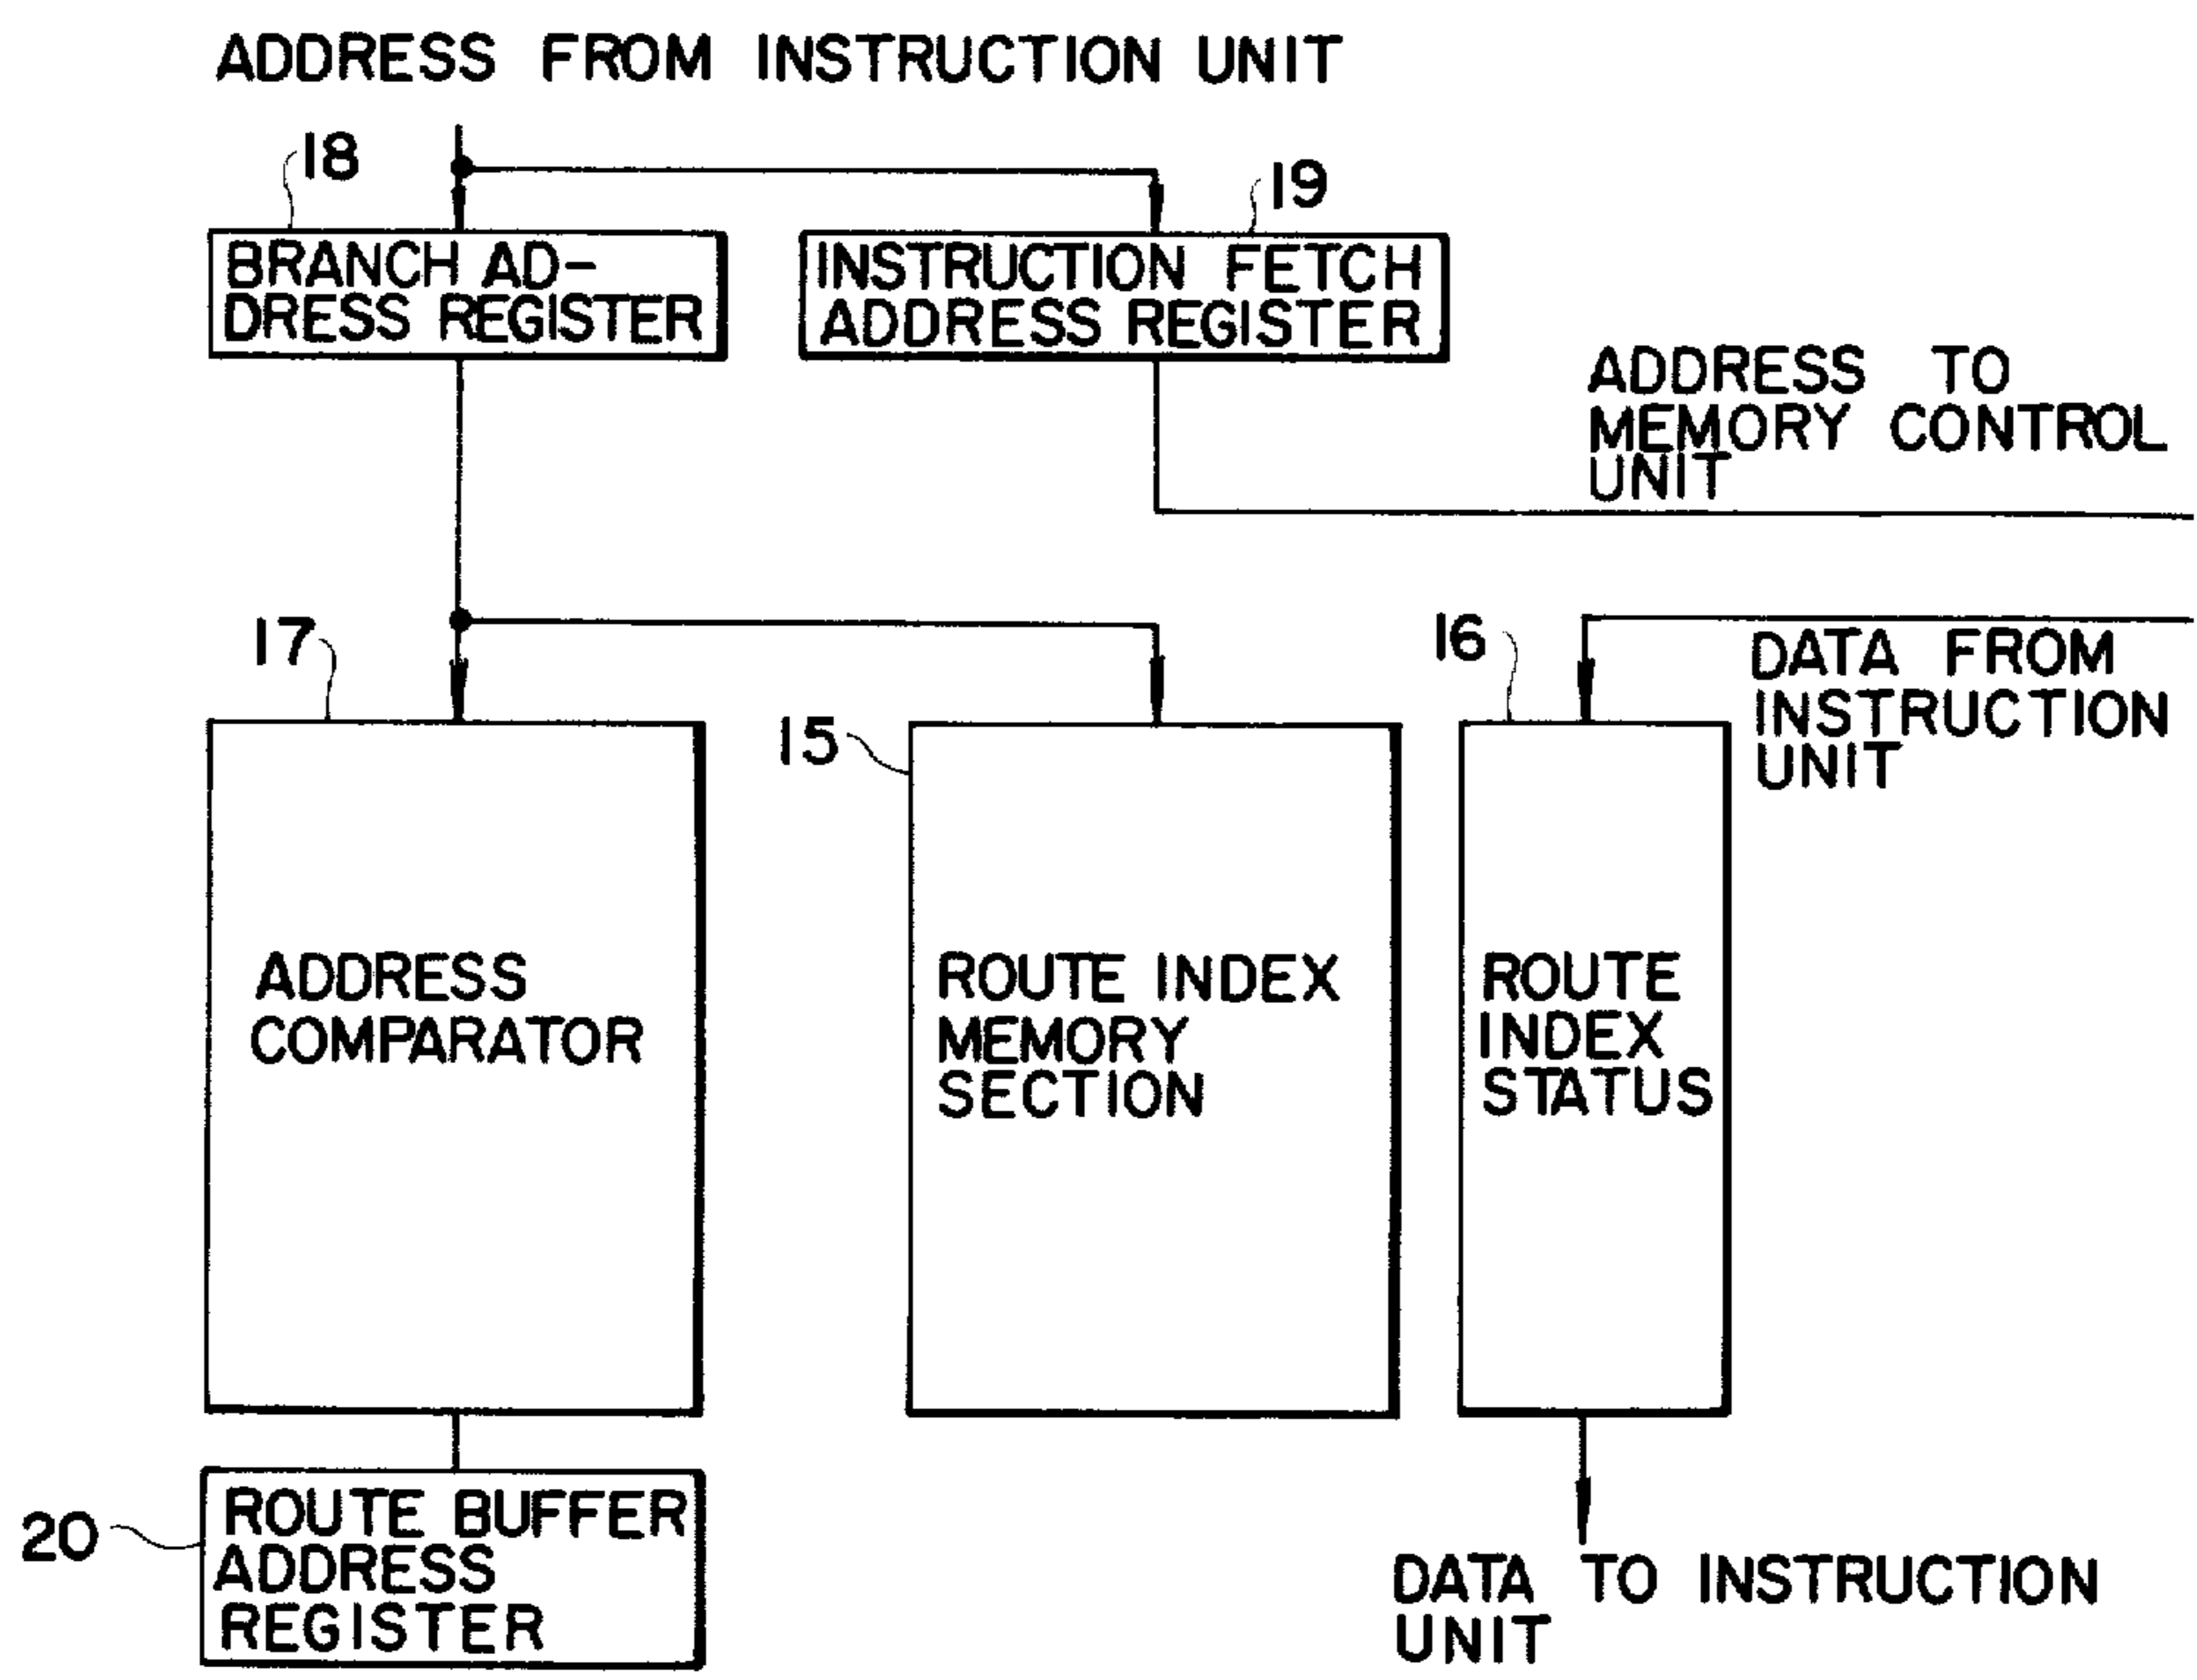 ADDRESS FROM INSTRUCTION UNIT
18
19
BRANCH AD-
DRESS REGISTER
INSTRUCTION FETCH
ADDRESS REGISTER
ADDRESS TO
MEMORY CONTROL
UNIT
17
16
DATA FROM
INSTRUCTION
UNIT
15
ADDRESS
COMPARATOR
ROUTE INDEX
MEMORY
SECTION
ROUTE
INDEX
STATUS
20
ROUTE BUFFER
ADDRESS
REGISTER
DATA TO INSTRUCTION
UNIT